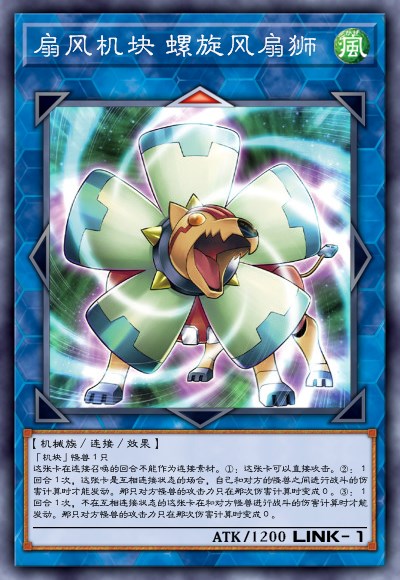 扇风机块 螺旋风扇狮
風
【机械族／连接／效果】
「机块」怪兽1只
这张卡在连接召唤的回合不能作为连接素材。①：这张卡可以直接攻击。②：1
回合1次，这张卡是互相连接状态的场合，自己和对方的怪兽之间进行战斗的伤
害计算时才能发动。那只对方怪兽的攻击力只在那次伤害计算时变成0。③：1
回合1次，不在互相连接状态的这张卡在和对方怪兽进行战斗的伤害计算时才能
发动。那只对方怪兽的攻击力只在那次伤害计算时变成0。
ATK/1200 LINK-1